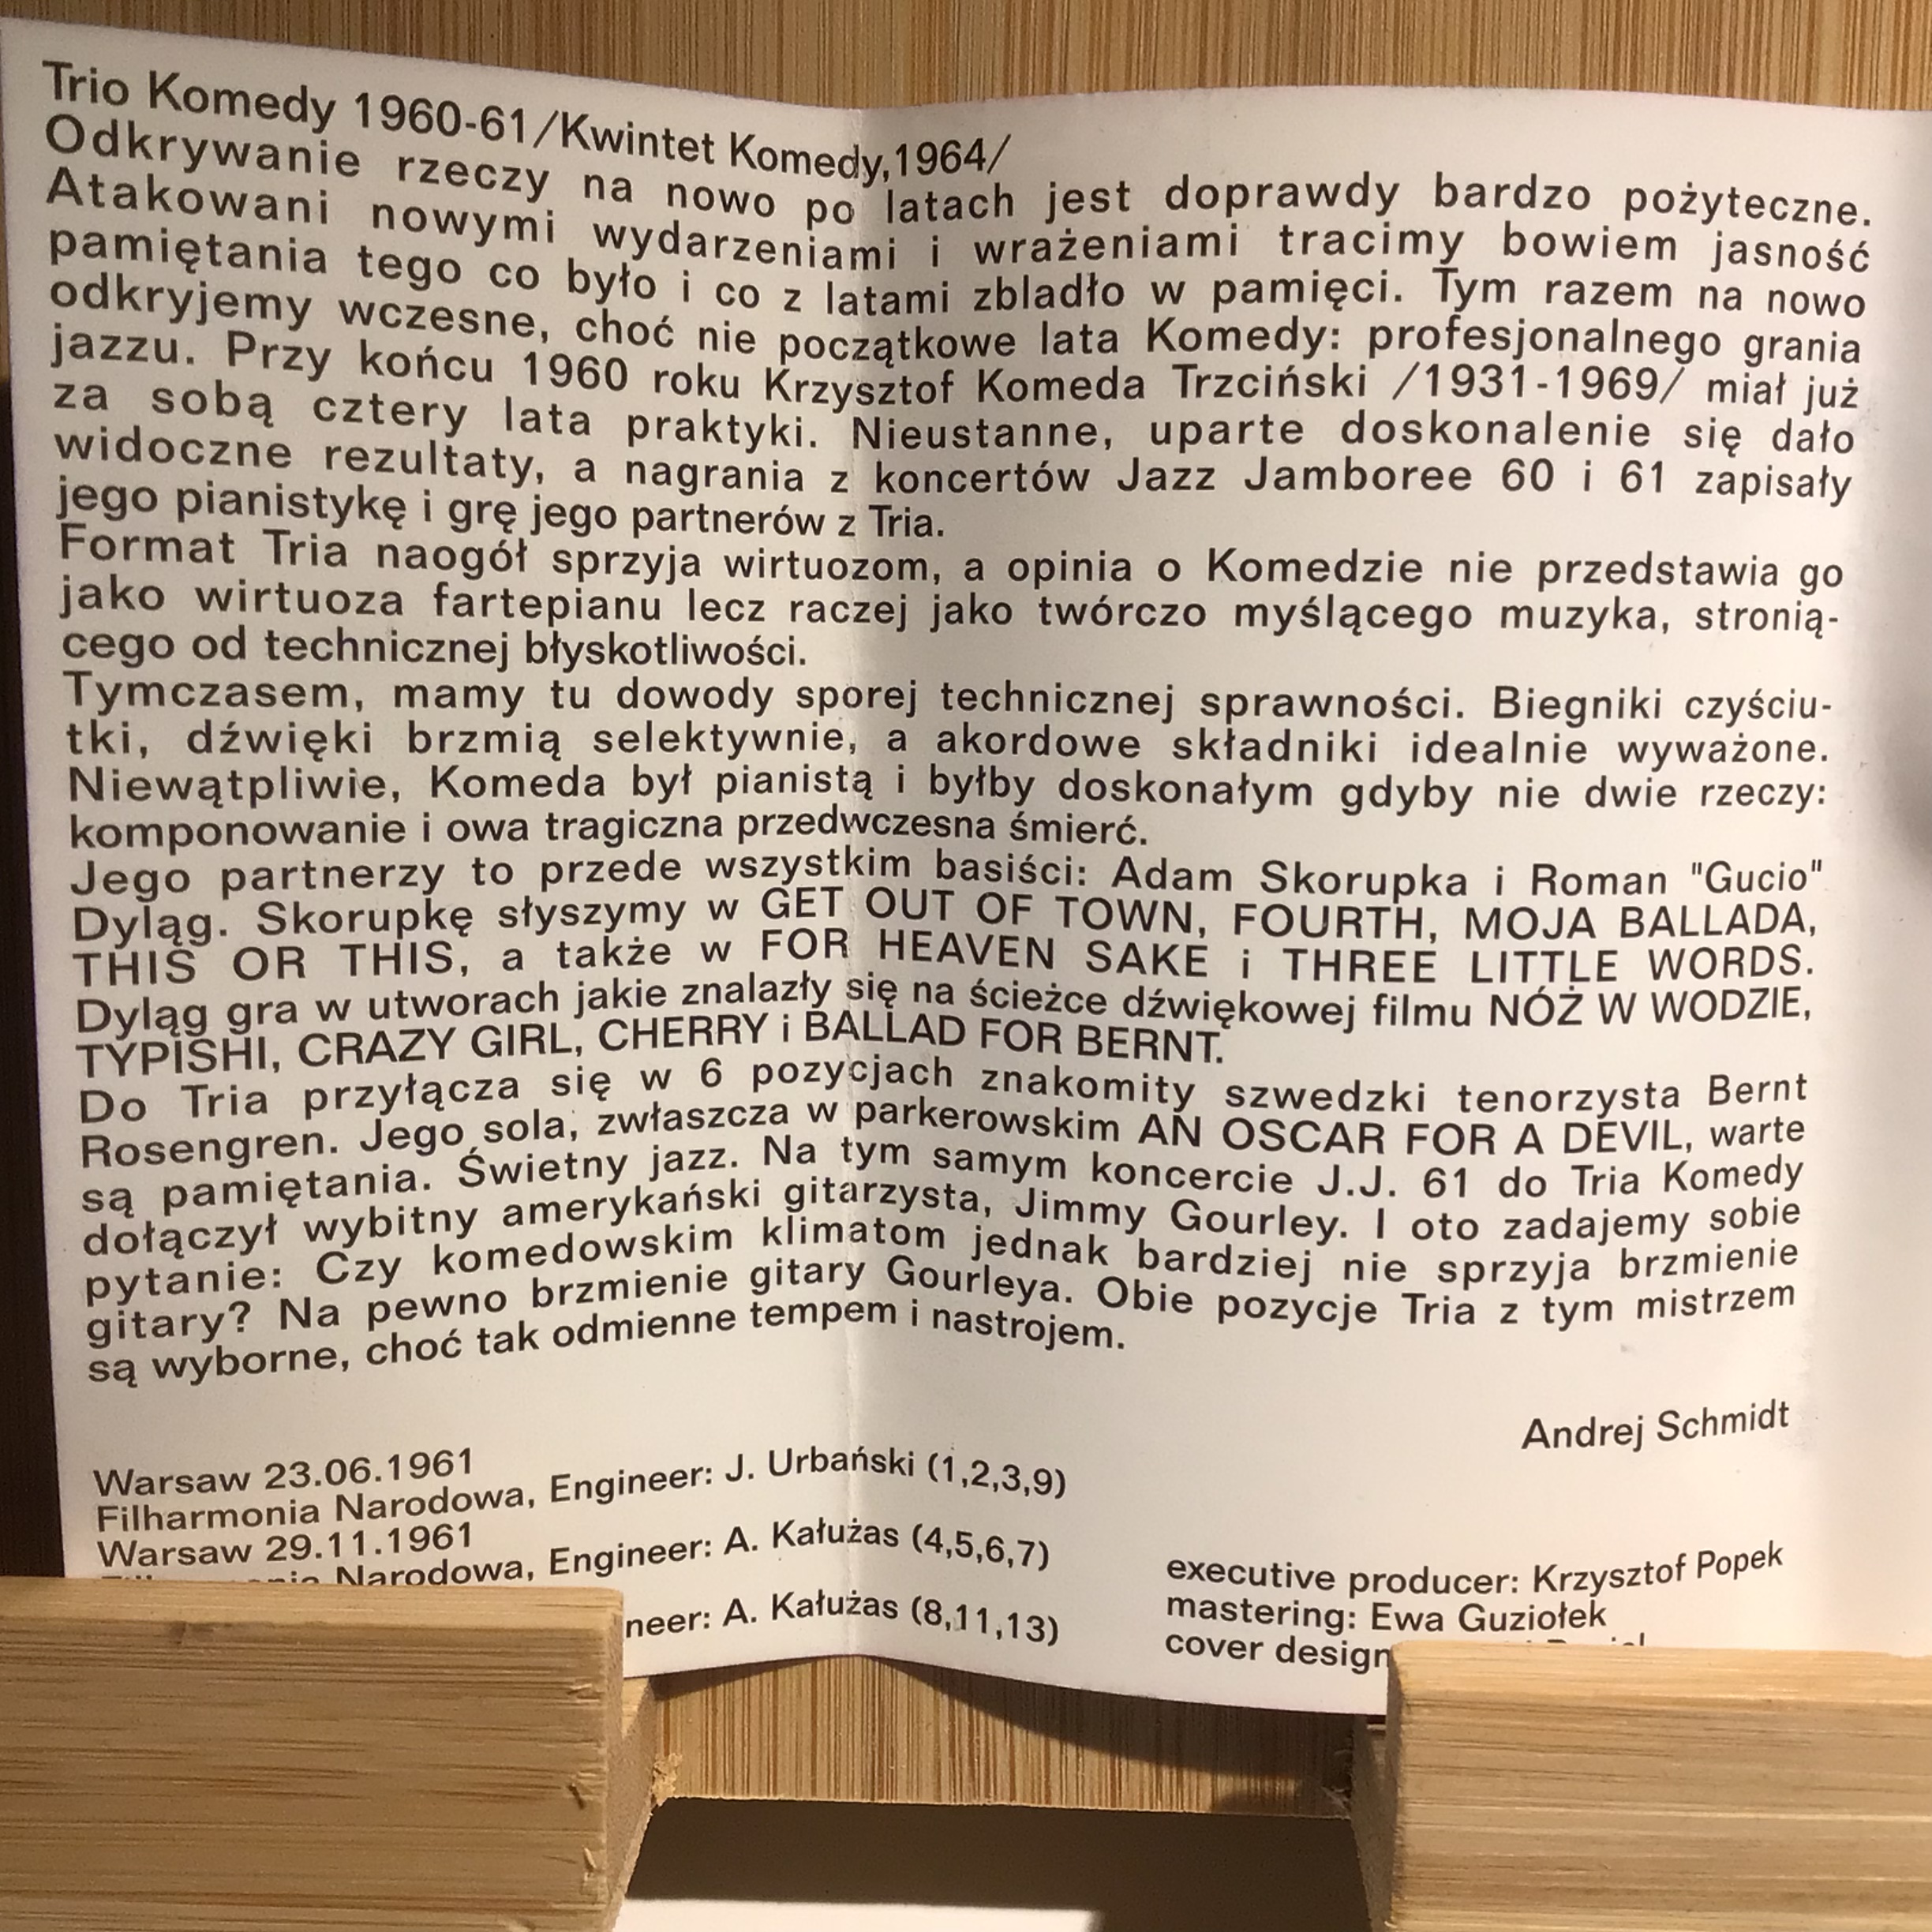 Trio Komedy 1960-61/Kwintet Komedy,1964/
Odkrywanie rzeczy na nowo po latach jest doprawdy bardzo pożyteczne.
Atakowani nowymi wydarzeniami i wrażeniami tracimy bowiem jasność
pamiętania tego co było i co z latami zbladło w pamięci. Tym razem na nowo
odkryjemy wczesne, choć nie początkowe lata Komedy: profesjonalnego grania
jazzu. Przy końcu 1960 roku Krzysztof Komeda Trzciński /1931-1969/ miał już
za sobą cztery lata praktyki. Nieustanne, uparte doskonalenie się dało
widoczne rezultaty, a nagrania z koncertów Jazz Jamboree 60 i 61 zapisały
jego pianistykę i grę jego partnerów z Tria.
Format Tria naogół sprzyja wirtuozom, a opinia o Komedzie nie przedstawia go
jako wirtuoza fartepianu lecz raczej jako twórczo myślącego muzyka, stronią-
cego od technicznej błyskotliwości.
Tymczasem, mamy tu dowody sporej technicznej sprawności. Biegniki czyściu-
tki, dźwięki brzmią selektywnie, a akordowe składniki idealnie wyważone.
Niewątpliwie, Komeda był pianistą i byłby doskonałym gdyby nie dwie rzeczy:
komponowanie i owa tragiczna przedwczesna śmierć.
Jego partnerzy to przede wszystkim basiści: Adam Skorupka i Roman "Gucio"
Dyląg. Skorupkę słyszymy w GET OUT OF TOWN, FOURTH, MOJA BALLADA,
THIS OR THIS, a także w FOR HEAVEN SAKE i THREE LITTLE WORDS.
Dyląg gra w utworach jakie znalazły się na ścieżce dźwiękowej filmu NÓŻ W WODZIE,
TYPISHI, CRAZY GIRL, CHERRY i BALLAD FOR BERNT.
Do Tria przyłącza się w 6 pozycjach znakomity szwedzki tenorzysta Bernt
Rosengren. Jego sola, zwłaszcza w parkerowskim AN OSCAR FOR A DEVIL, warte
są pamiętania. Świetny jazz. Na tym samym koncercie J.J. 61 do Tria Komedy
dołączył wybitny amerykański gitarzysta, Jimmy Gourley. I oto zadajemy sobie
pytanie: Czy komedowskim klimatom jednak bardziej nie sprzyja brzmienie
gitary? Na pewno brzmienie gitary Gourleya. Obie pozycje Tria z tym mistrzem
są wyborne, choć tak odmienne tempem i nastrojem.
Andrej Schmidt
Warsaw 23.06.1961
Filharmonia Narodowa, Engineer: J. Urbański (1,2,3,9)
Warsaw 29.11.1961
Narodowa, Engineer: A. Kałużas (4,5,6,7)
neer: A. Kałużas (8,11,13)
executive producer: Krzysztof Popek
mastering: Ewa Guziołek
cover design